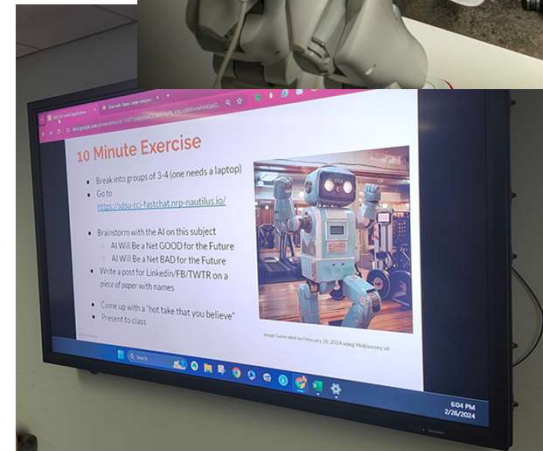 10 Minute Exercise
Break into groups of 3-4 (one needs a laptop)
Go to
https://sdsu-rci-fastchat.nrp-nautilus.io/
Brainstorm with the AI on this subject
AI Will Be a Net GOOD for the Future
AI Will Be a Net BAD for the Future
Write a post for Linkedin/FB/TWTR on a
piece of paper with names
Come up with a "hot take that you believe"
Present to class
Image Generated on February 26, 2024 using Midjourney v6
Search
6:04 PM
2/26/2024